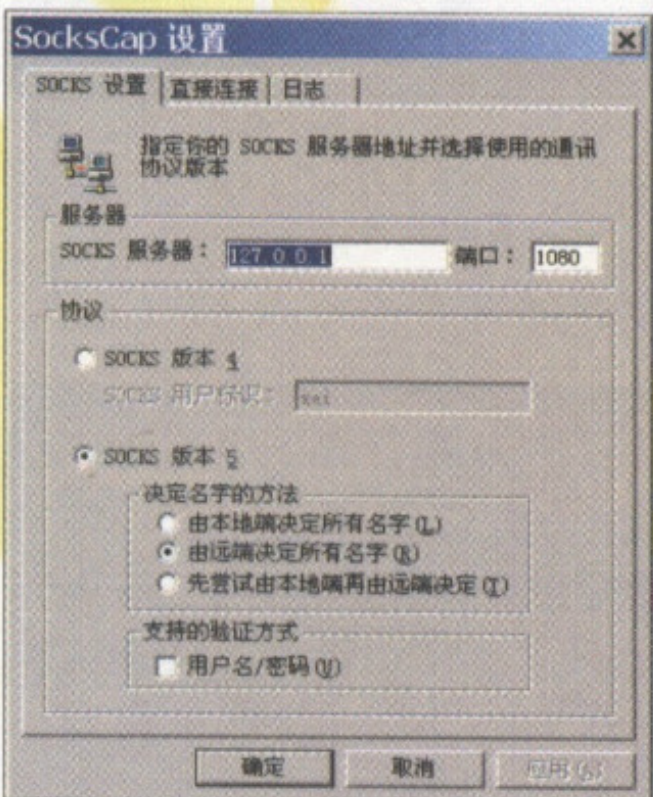 SocksCap 设置
SOCKS 设置 直接连接 日志
指定你的 SOCKS 服务器地址并选择使用的通讯
协议版本
服务器
SOCKS 服务器： 127.0.0.1 端口： 1080
协议
SOCKS 版本 4
SOCKS 用户标识：
SOCKS 版本 5
决定名字的方法
由本地端决定所有名字(L)
由远端决定所有名字(R)
先尝试由本地端再由远端决定(T)
支持的验证方式
用户名/密码(U)
确定 取消 应用(A)